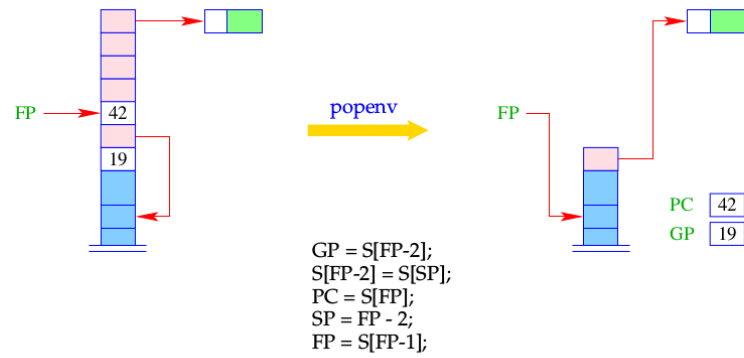 FP
42
19
popenv
FP
PC 42
GP 19
GP = S[FP-2];
S[FP-2] = S[SP];
PC = S[FP];
SP = FP - 2;
FP = S[FP-1];